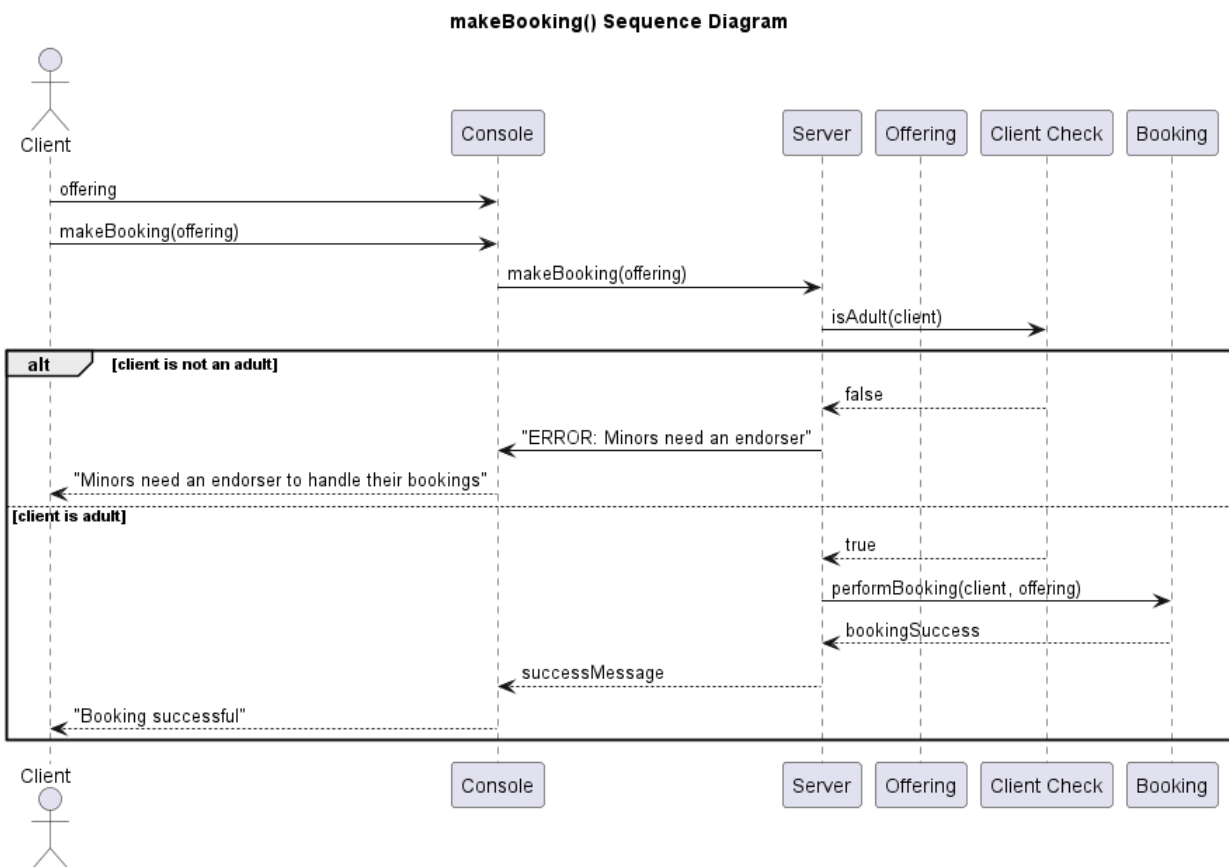 makeBooking() Sequence Diagram
Client
Console
Server
Offering
Client Check
Booking
offering
makeBooking(offering)
makeBooking(offering)
isAdult(client)
alt
[client is not an adult]
false
"ERROR: Minors need an endorser"
"Minors need an endorser to handle their bookings"
[client is adult]
true
performBooking(client, offering)
bookingSuccess
successMessage
"Booking successful"
Client
Console
Server
Offering
Client Check
Booking